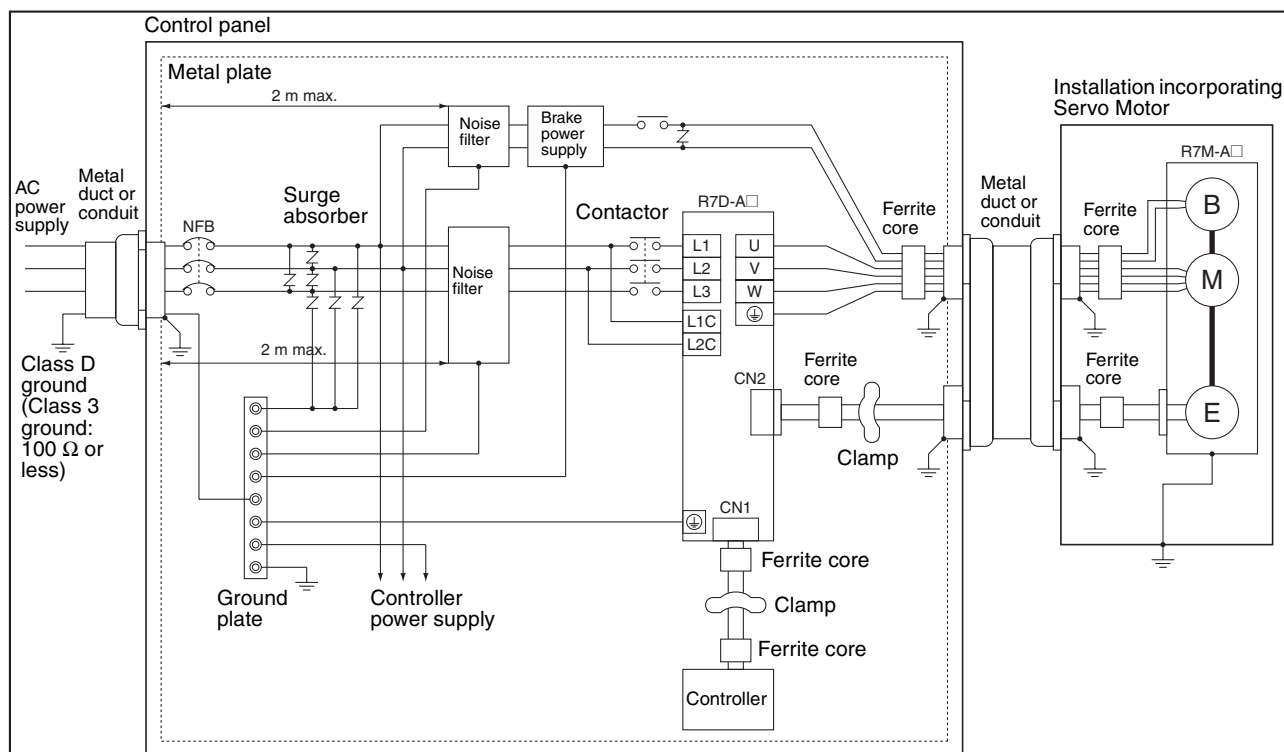 Control panel
Metal plate
2 m max.
Noise
filter
Brake
power
supply
Installation incorporating
Servo Motor
R7M-A□
AC
power
supply
Metal
duct or
conduit
NFB
Surge
absorber
Contactor
R7D-A□
Ferrite
core
Metal
duct or
conduit
Ferrite
core
B
Noise
filter
L1
L2
L3
L1C
L2C
U
V
W
M
2 m max.
Class D
ground
(Class 3
ground:
100 Ω or
less)
CN2
Ferrite
core
Clamp
Ferrite
core
E
CN1
Ferrite core
Ground
plate
Controller
power supply
Clamp
Ferrite core
Controller